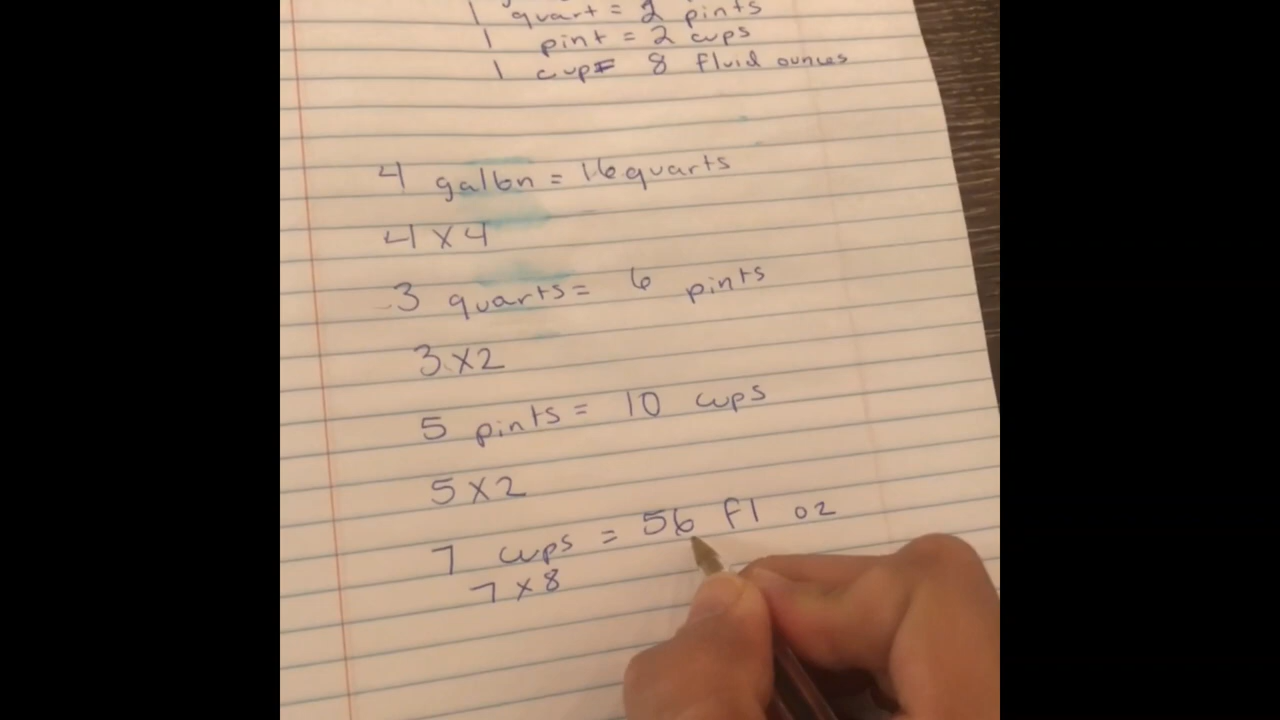 1 quart = 2 pints
1 pint = 2 cups
1 cup = 8 fluid ounces
4 gallon = 16 quarts
4 x 4
3 quarts = 6 pints
3 x 2
5 pints = 10 cups
5 x 2
7 cups = 56 fl oz
7 x 8